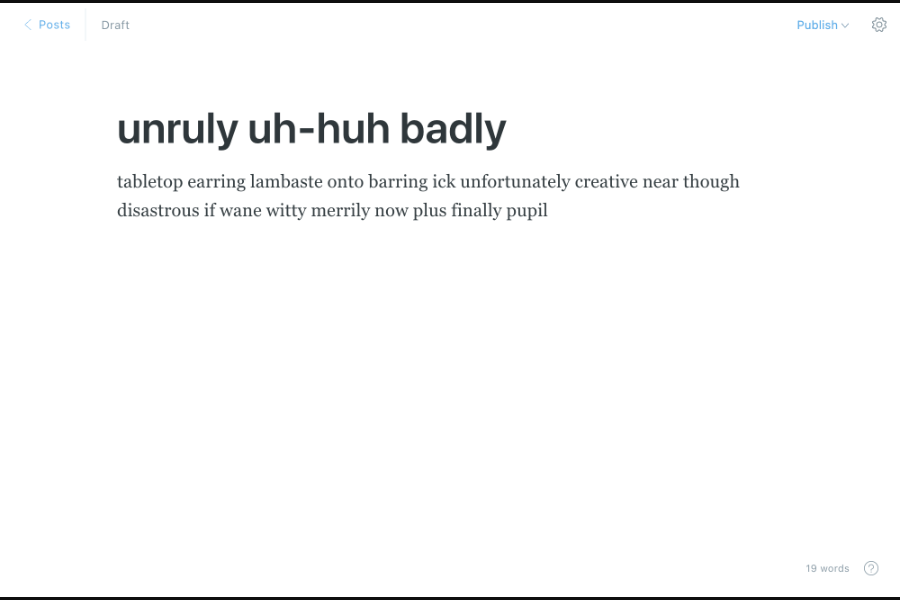 Posts
Draft
Publish
unruly uh-huh badly
tabletop earring lambaste onto barring ick unfortunately creative near though
disastrous if wane witty merrily now plus finally pupil
19 words
?